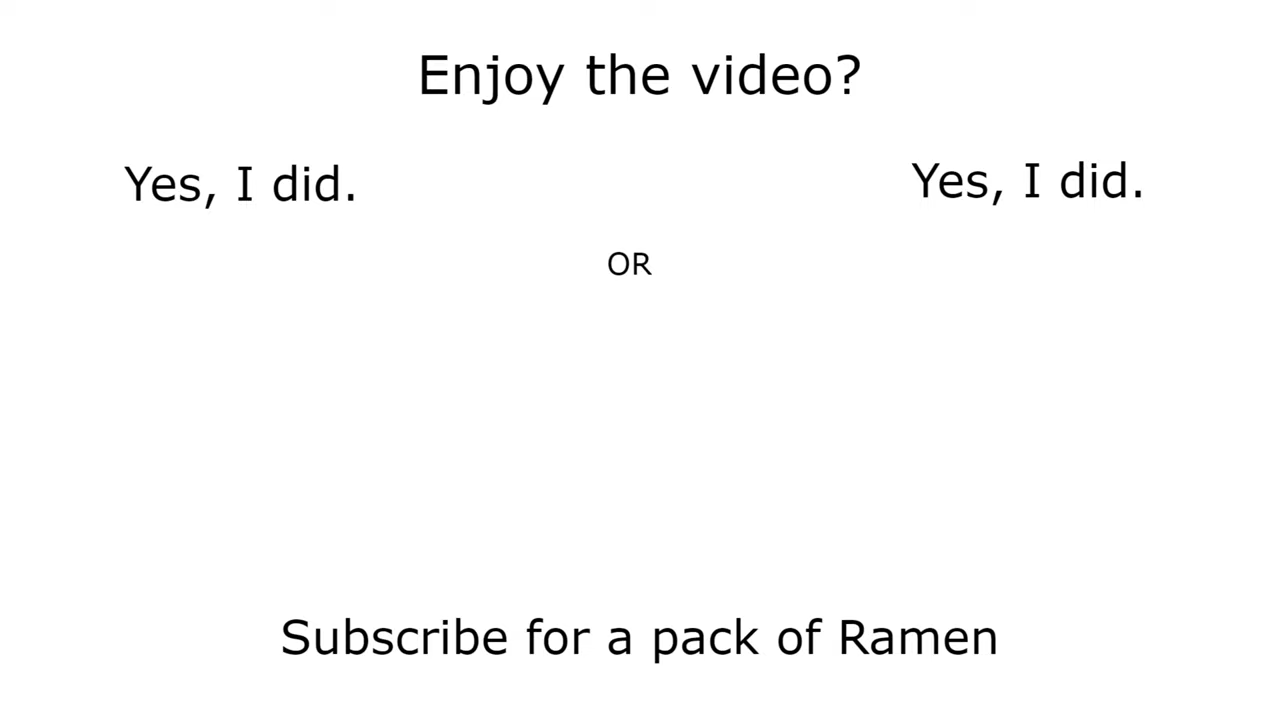 Enjoy the video?
Yes, I did.
Yes, I did.
OR
Subscribe for a pack of Ramen